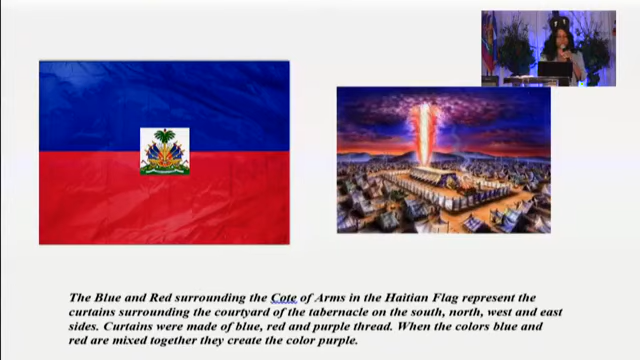 The Blue and Red surrounding the Cote of Arms in the Haitian Flag represent the
curtains surrounding the courtyard of the tabernacle on the south, north, west and east
sides. Curtains were made of blue, red and purple thread. When the colors blue and
red are mixed together they create the color purple.